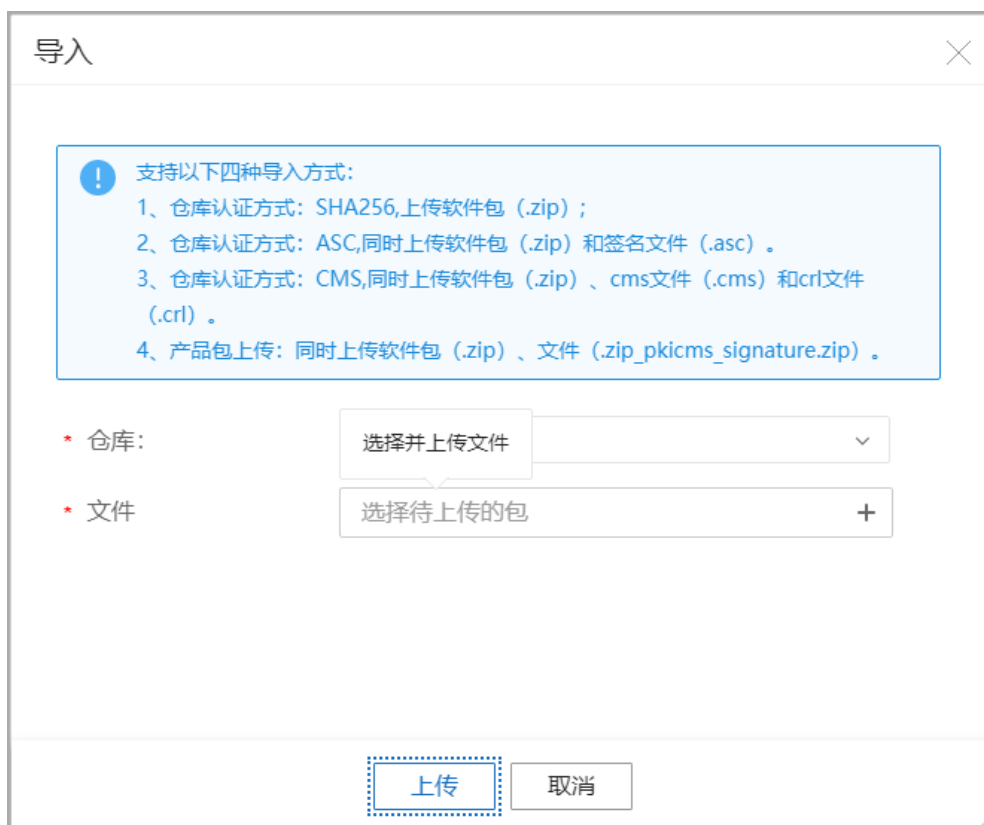 导入
支持以下四种导入方式：
1、仓库认证方式：SHA256,上传软件包（.zip）;
2、仓库认证方式：ASC,同时上传软件包（.zip）和签名文件（.asc）。
3、仓库认证方式：CMS,同时上传软件包（.zip）、cms文件（.cms）和crl文件
（.crl）。
4、产品包上传：同时上传软件包（.zip）、文件（.zip_pkicms_signature.zip）。
* 仓库：
选择并上传文件
* 文件
选择待上传的包
上传
取消